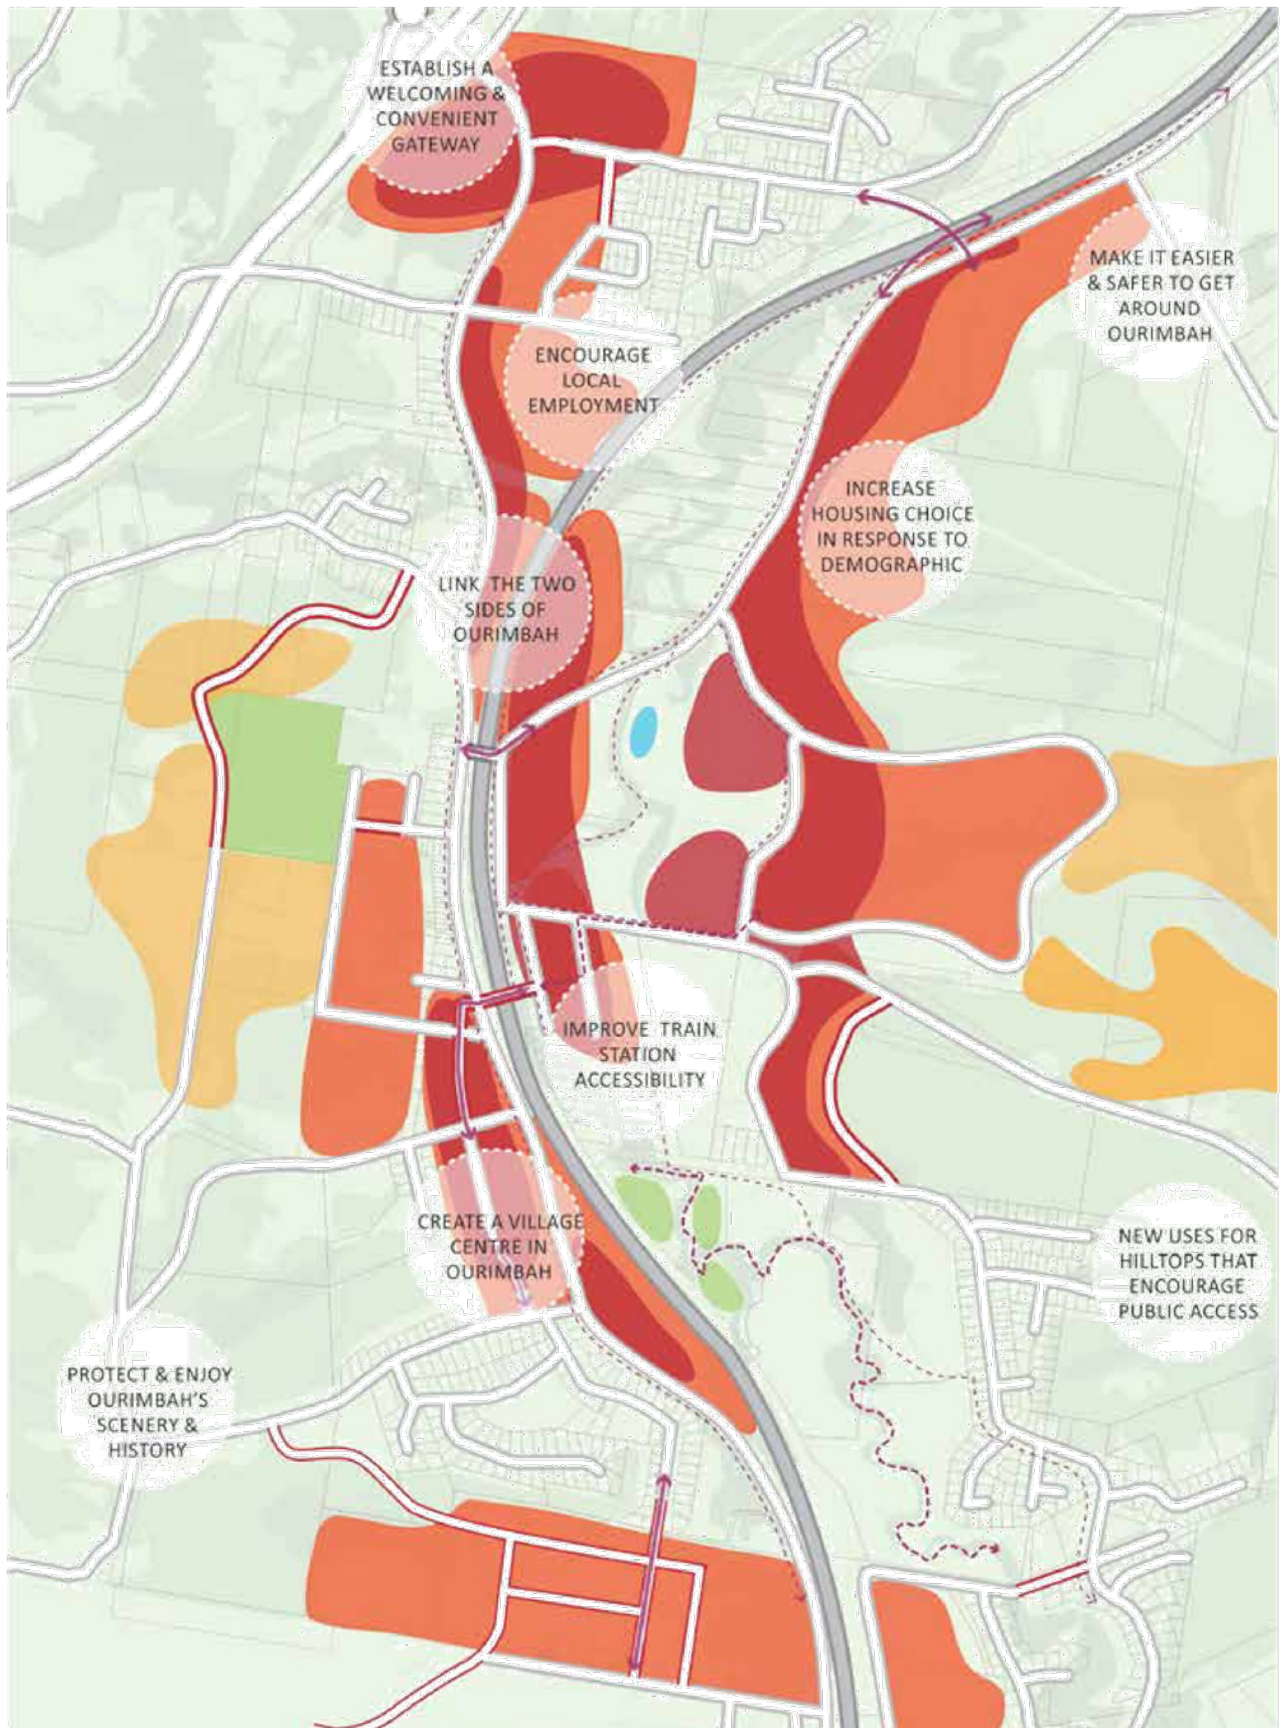 ESTABLISH A
WELCOMING &
CONVENIENT
GATEWAY
MAKE IT EASIER
& SAFER TO GET
AROUND
OURIMBAH
ENCOURAGE
LOCAL
EMPLOYMENT
INCREASE
HOUSING CHOICE
IN RESPONSE TO
DEMOGRAPHIC
LINK THE TWO
SIDES OF
OURIMBAH
IMPROVE TRAIN
STATION
ACCESSIBILITY
CREATE A VILLAGE
CENTRE IN
OURIMBAH
NEW USES FOR
HILLTOPS THAT
ENCOURAGE
PUBLIC ACCESS
PROTECT & ENJOY
OURIMBAH'S
SCENERY &
HISTORY